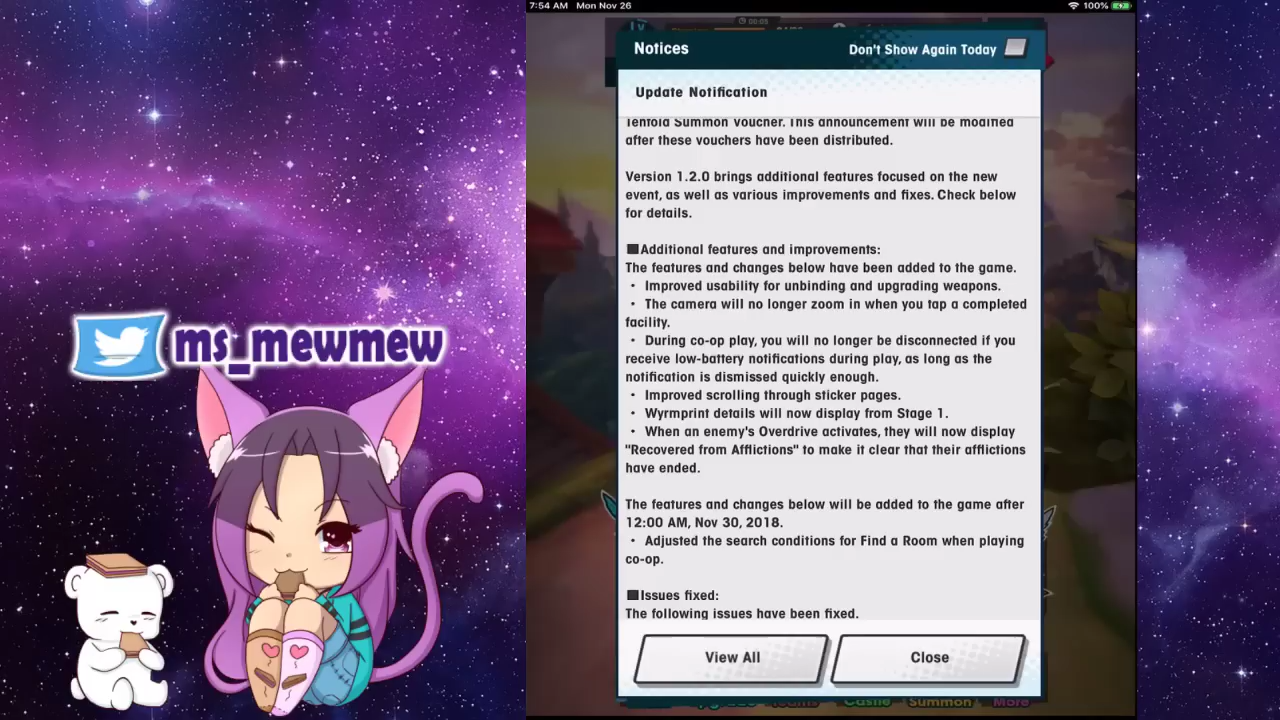 7:54 AM Mon Nov 26
100%
00:05
Lv
Notices
Don't Show Again Today
Update Notification
Tenfold Summon Voucher. This announcement will be modified
after these vouchers have been distributed.
Version 1.2.0 brings additional features focused on the new
event, as well as various improvements and fixes. Check below
for details.
■Additional features and improvements:
The features and changes below have been added to the game.
・ Improved usability for unbinding and upgrading weapons.
・ The camera will no longer zoom in when you tap a completed
facility.
・ During co-op play, you will no longer be disconnected if you
receive low-battery notifications during play, as long as the
notification is dismissed quickly enough.
・ Improved scrolling through sticker pages.
・ Wyrmprint details will now display from Stage 1.
・ When an enemy's Overdrive activates, they will now display
"Recovered from Afflictions" to make it clear that their afflictions
have ended.
The features and changes below will be added to the game after
12:00 AM, Nov 30, 2018.
・ Adjusted the search conditions for Find a Room when playing
co-op.
■Issues fixed:
The following issues have been fixed.
View All
Close
Castle Summon More
ms_mewmew